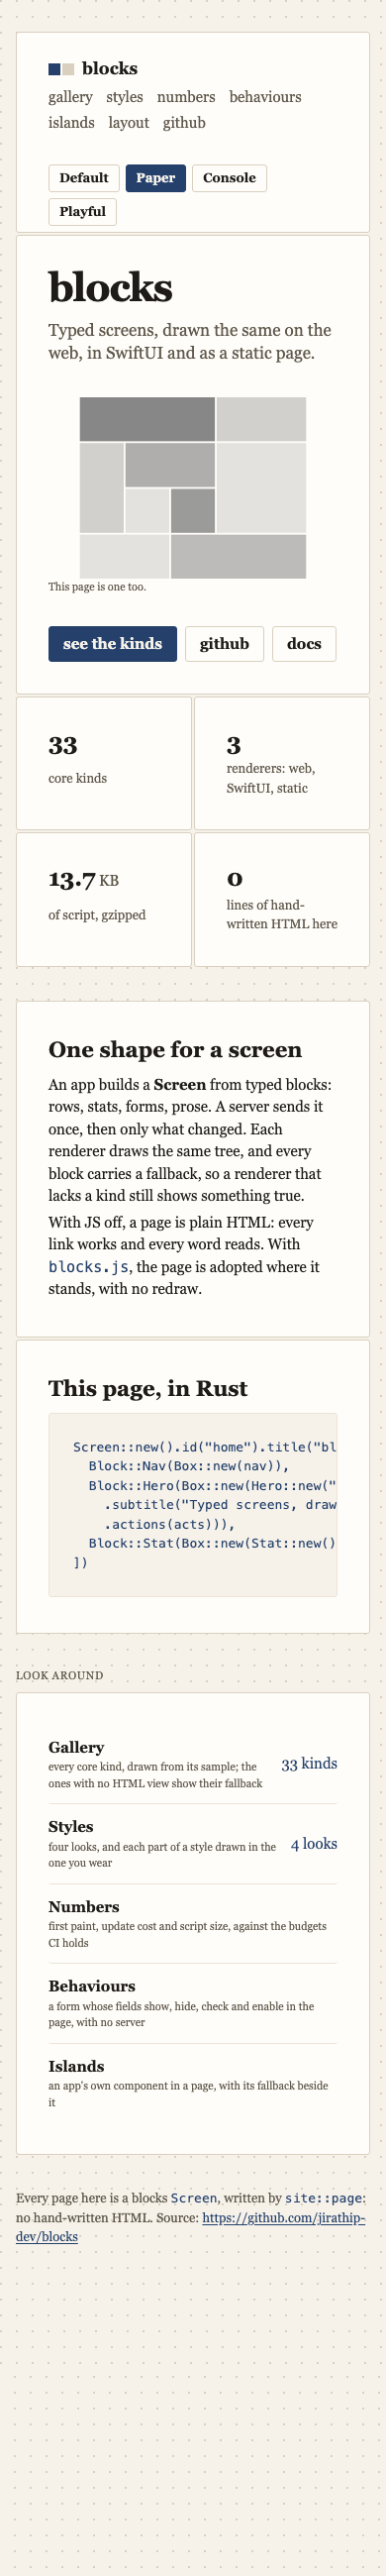 blocks
gallery styles numbers behaviours
islands layout github
Default Paper Console
Playful
blocks
Typed screens, drawn the same on the
web, in SwiftUI and as a static page.
This page is one too.
see the kinds github docs
33
core kinds
3
renderers: web,
SwiftUI, static
13.7 KB
of script, gzipped
0
lines of hand-
written HTML here
One shape for a screen
An app builds a Screen from typed blocks:
rows, stats, forms, prose. A server sends it
once, then only what changed. Each
renderer draws the same tree, and every
block carries a fallback, so a renderer that
lacks a kind still shows something true.
With JS off, a page is plain HTML: every
link works and every word reads. With
blocks.js, the page is adopted where it
stands, with no redraw.
This page, in Rust
Screen::new().id("home").title("bl
Block::Nav(Box::new(nav)),
Block::Hero(Box::new(Hero::new("
.subtitle("Typed screens, draw
.actions(acts))),
Block::Stat(Box::new(Stat::new()
])
LOOK AROUND
Gallery
every core kind, drawn from its sample; the
ones with no HTML view show their fallback
33 kinds
Styles
four looks, and each part of a style drawn in the
one you wear
4 looks
Numbers
first paint, update cost and script size, against the budgets
CI holds
Behaviours
a form whose fields show, hide, check and enable in the
page, with no server
Islands
an app's own component in a page, with its fallback beside
it
Every page here is a blocks Screen, written by site::page:
no hand-written HTML. Source: https://github.com/jirathip-
dev/blocks